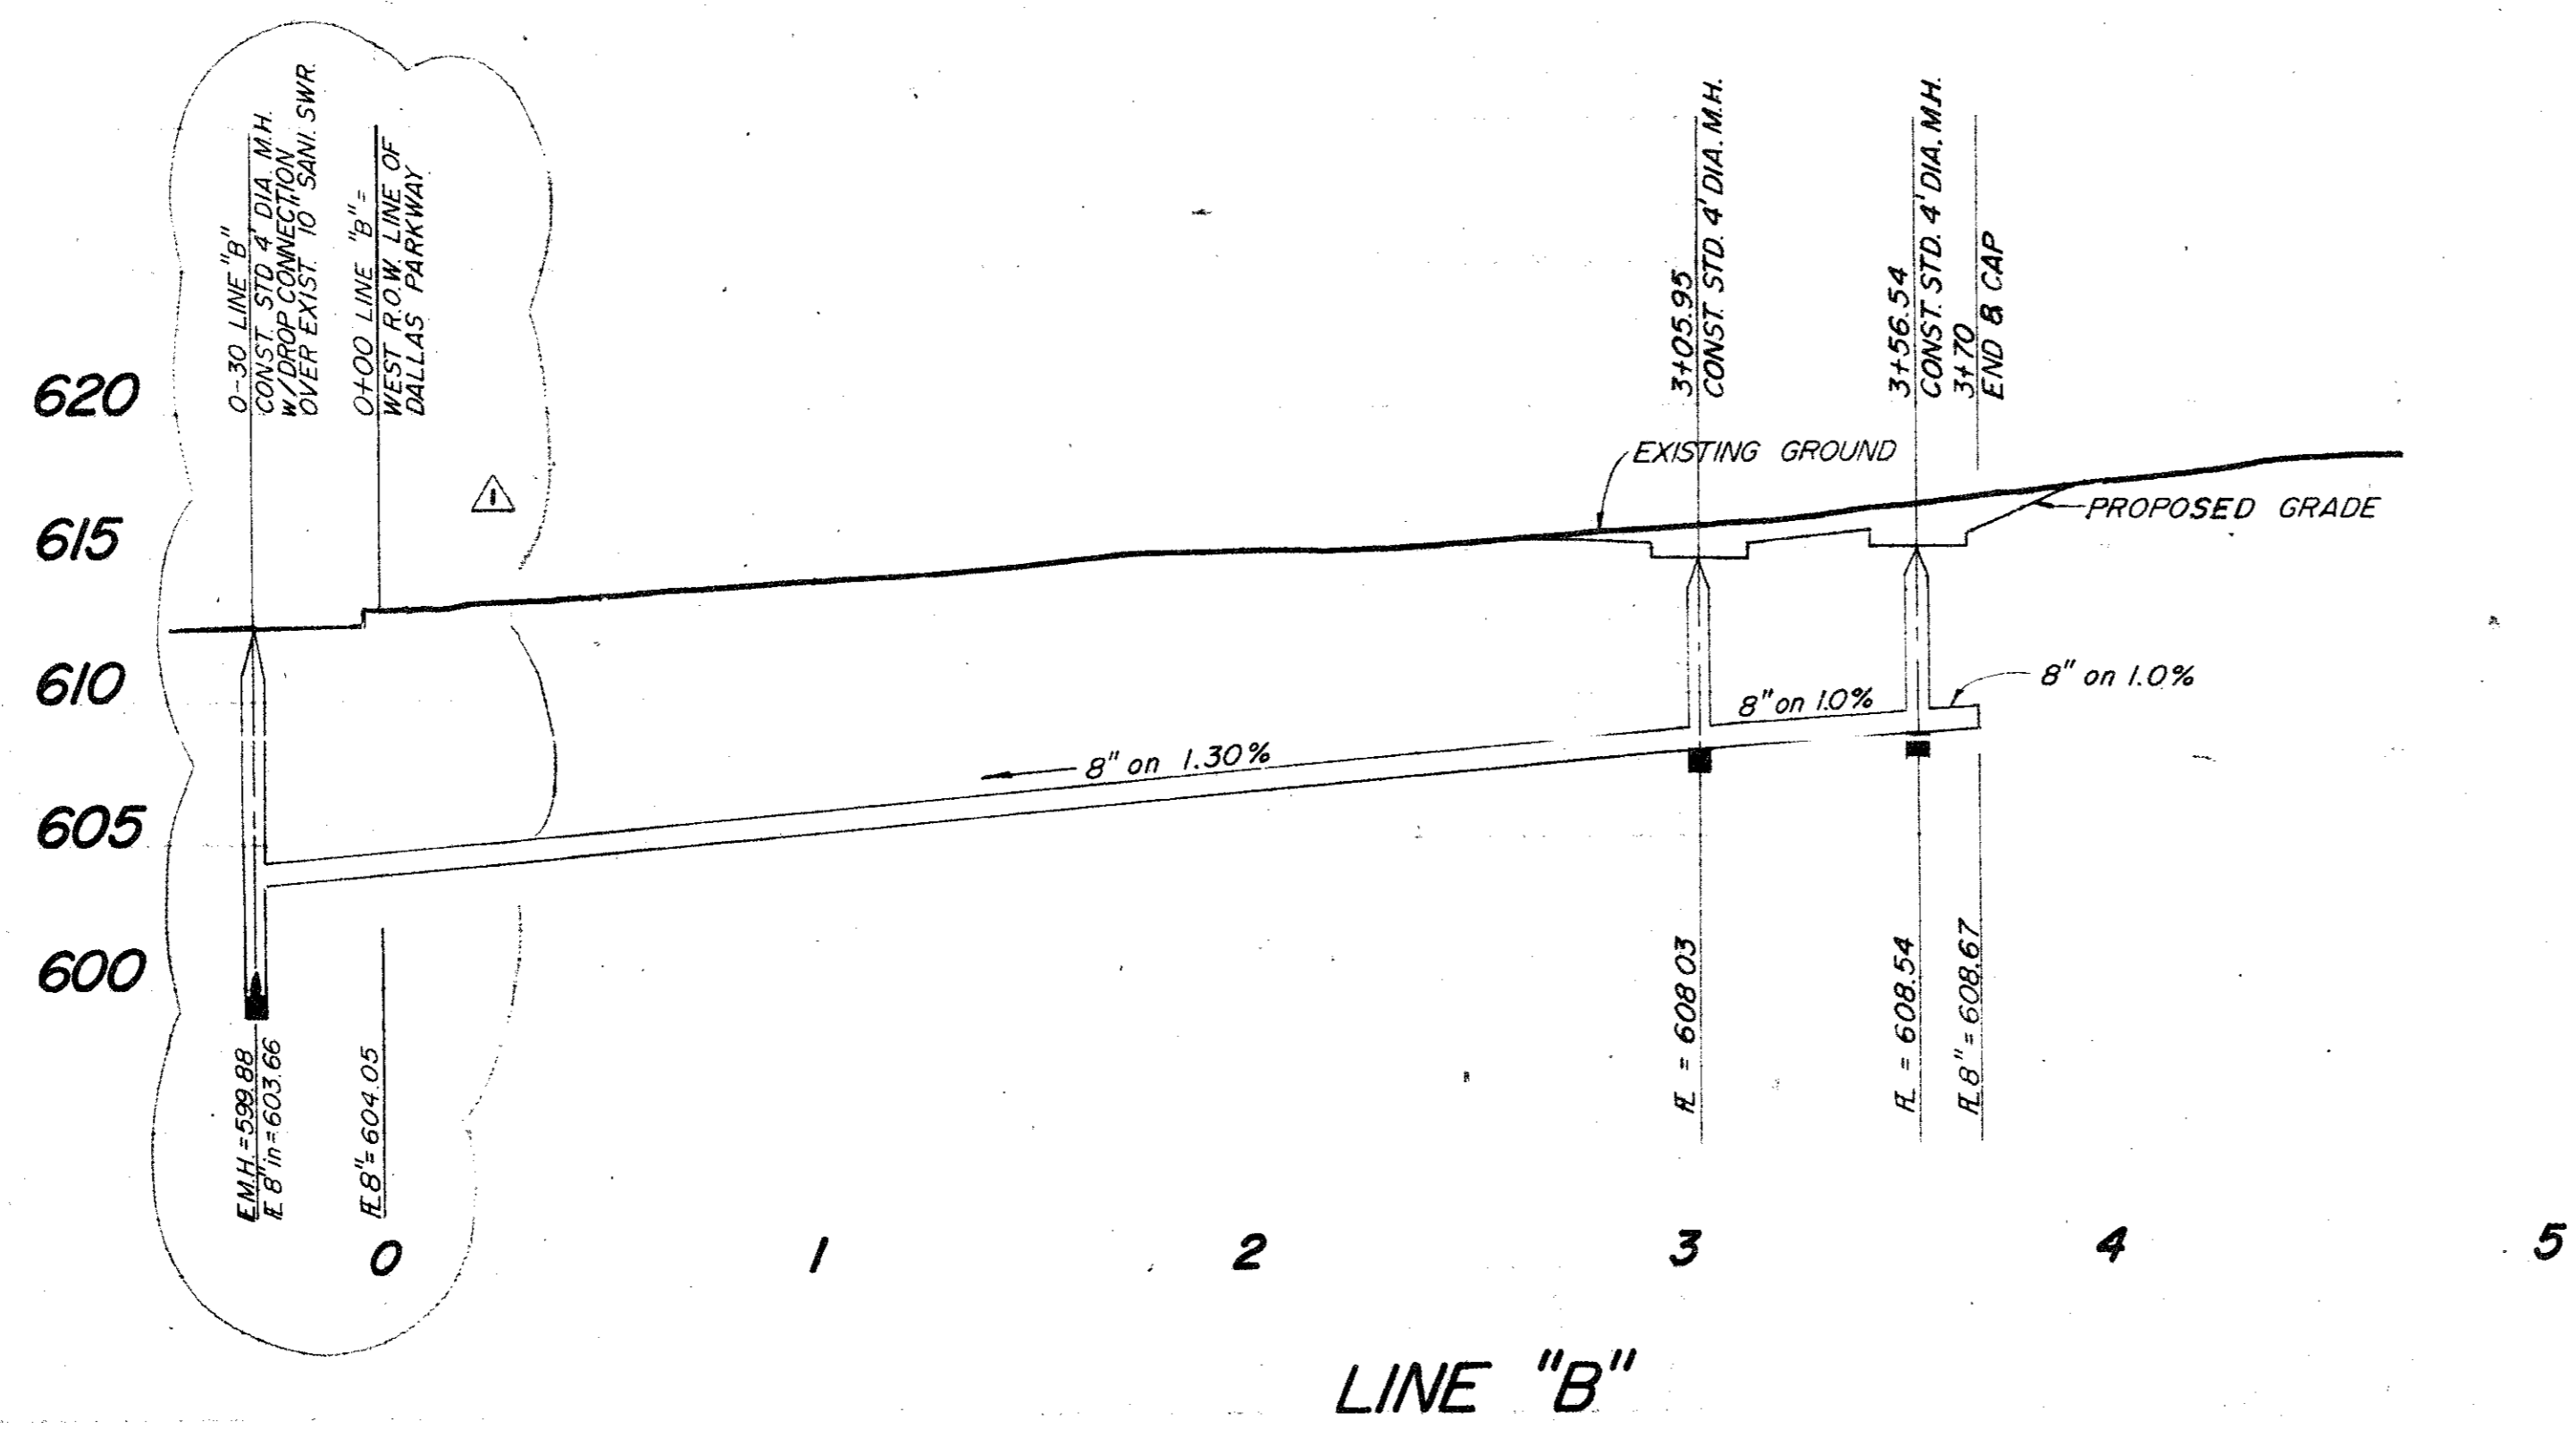 0-30 LINE "B"
CONST. STD 4' DIA. M.H.
W/DROP CONNECTION
OVER EXIST. 10" SANI. SWR.
0+00 LINE "B" =
WEST R.O.W. LINE OF
DALLAS PARKWAY
3+05.95
CONST. STD. 4' DIA. M.H.
3+56.54
CONST. STD. 4' DIA. M.H.
3+70
END & CAP
620
615
610
605
600
1
EXISTING GROUND
PROPOSED GRADE
8" on 1.30%
8" on 1.0%
8" on 1.0%
F.M.H. = 599.88
FL 8" in = 603.66
FL 8" = 604.05
FL = 608 03
FL = 608.54
FL 8" = 608.67
0 1 2 3 4 5
LINE "B"